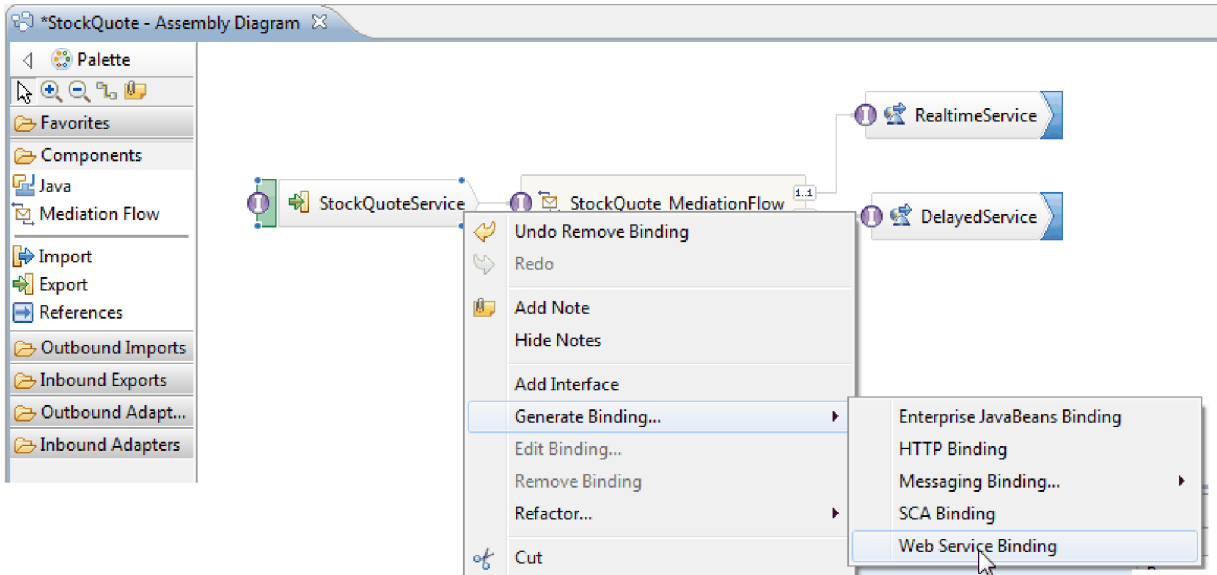 *StockQuote - Assembly Diagram
Palette
Favorites
Components
Java
Mediation Flow
Import
Export
References
Outbound Imports
Inbound Exports
Outbound Adapt...
Inbound Adapters
StockQuoteService
StockQuote_MediationFlow
1..1
RealtimeService
DelayedService
Undo Remove Binding
Redo
Add Note
Hide Notes
Add Interface
Generate Binding...
Edit Binding...
Remove Binding
Refactor...
Cut
Enterprise JavaBeans Binding
HTTP Binding
Messaging Binding...
SCA Binding
Web Service Binding